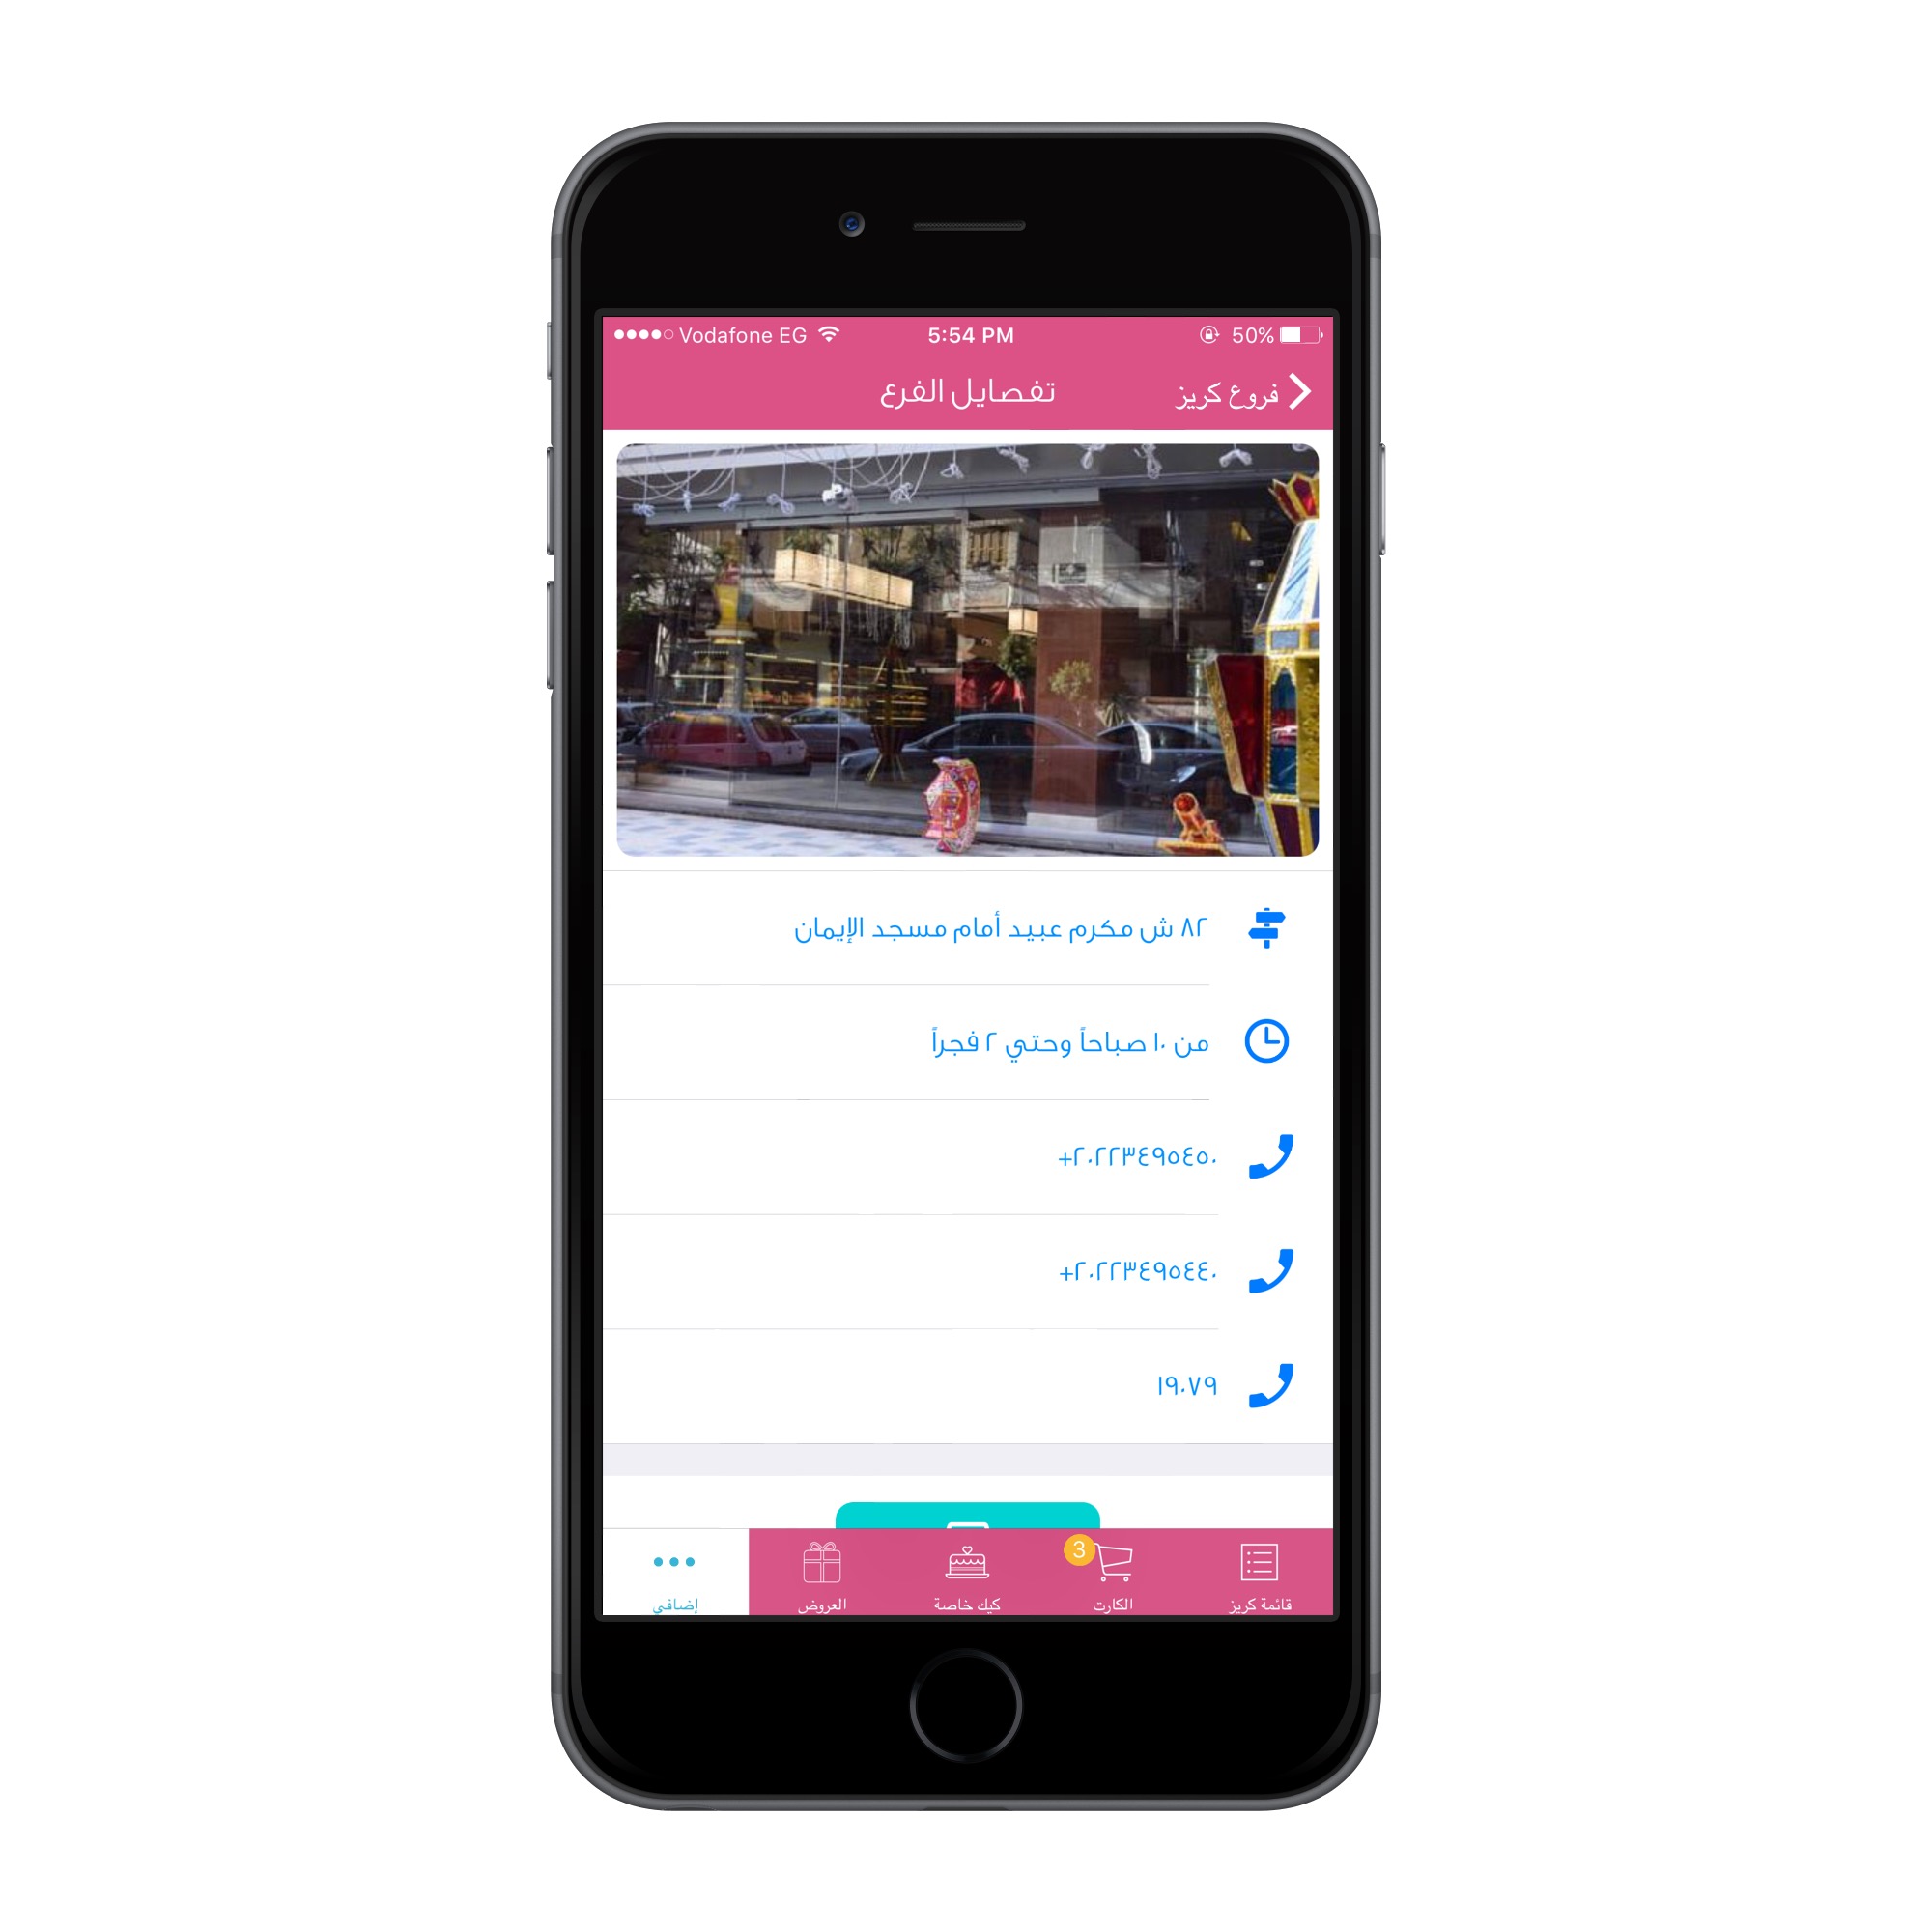 Vodafone EG 5:54 PM 50%
فروع كريز
تفصايل الفرع
٨٢ ش مكرم عبيد أمام مسجد الإيمان
من ١٠ صباحاً وحتي ٢ فجراً
+٢٠٢٢٣٤٩٥٤٥٠
+٢٠٢٢٣٤٩٥٤٤٠
١٩٠٧٩
3
قائمة كريز
الكارت
كيك خاصة
العروض
إضافي